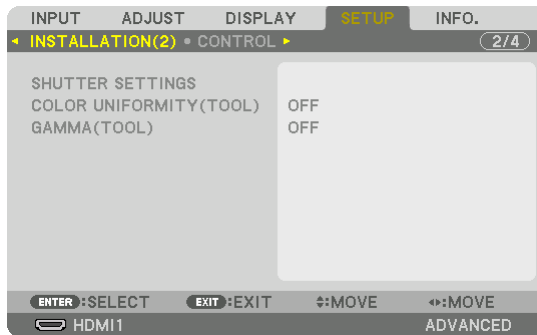 INPUT ADJUST DISPLAY SETUP INFO.
INSTALLATION(2) • CONTROL 2/4
SHUTTER SETTINGS
COLOR UNIFORMITY(TOOL) OFF
GAMMA(TOOL) OFF
ENTER :SELECT EXIT :EXIT :MOVE :MOVE
HDMI1 ADVANCED